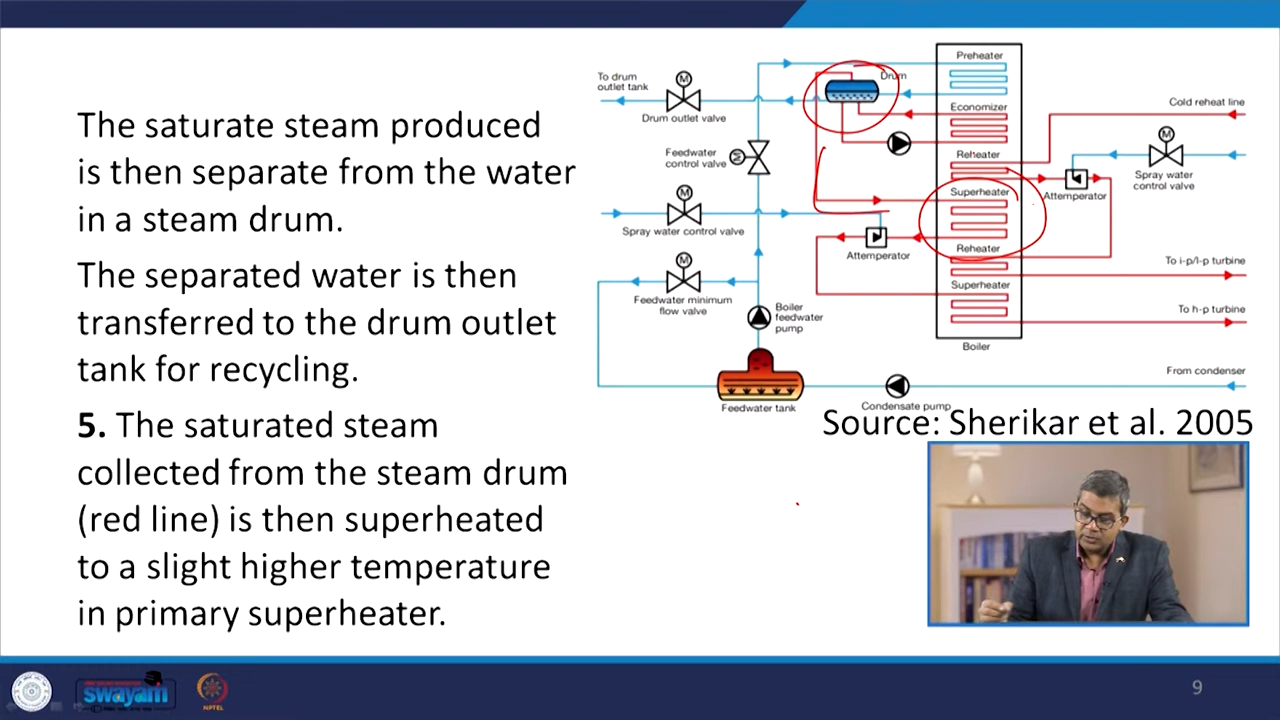 The saturate steam produced
is then separate from the water
in a steam drum.
The separated water is then
transferred to the drum outlet
tank for recycling.
5. The saturated steam
collected from the steam drum
(red line) is then superheated
to a slight higher temperature
in primary superheater.
To drum
outlet tank
M
Drum outlet valve
Drum
Preheater
Economizer
Cold reheat line
Feedwater
control valve
M
Reheater
M
Spray water
control valve
Superheater
Attemperator
M
Spray water control valve
Attemperator
Reheater
To i-p/l-p turbine
M
Feedwater minimum
flow valve
Superheater
Boiler
feedwater
pump
To h-p turbine
Boiler
From condenser
Feedwater tank
Condensate pump
Source: Sherikar et al. 2005
swayam
NPTEL
9